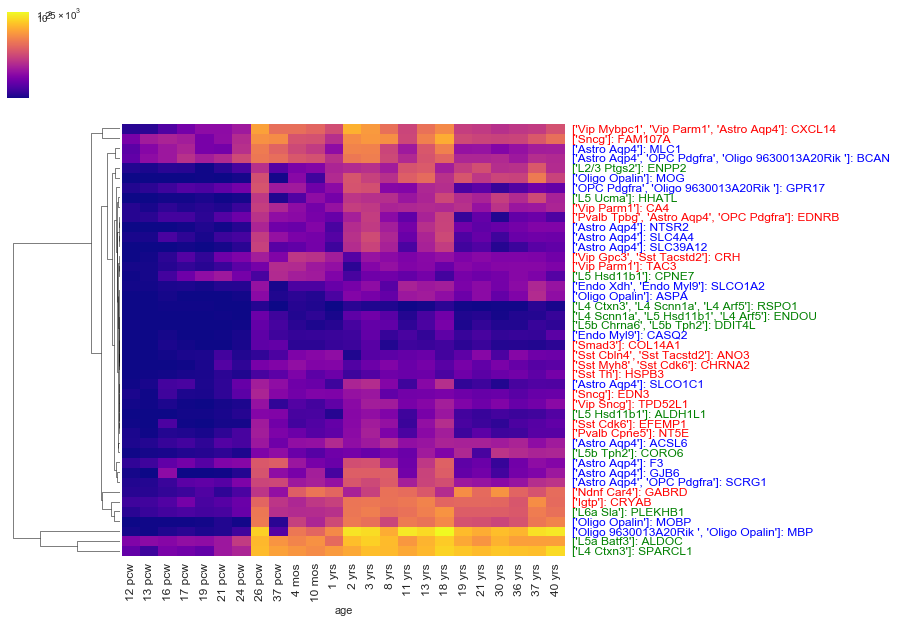 1.25 × 10³
['Vip Mybpc1', 'Vip Parm1', 'Astro Aqp4']: CXCL14
['Sncg']: FAM107A
['Astro Aqp4']: MLC1
['Astro Aqp4', 'OPC Pdgfra', 'Oligo 9630013A20Rik ']: BCAN
['L2/3 Ptgs2']: ENPP2
['Oligo Opalin']: MOG
['OPC Pdgfra', 'Oligo 9630013A20Rik ']: GPR17
['L5 Ucma']: HHATL
['Vip Parm1']: CA4
['Pvalb Tpbg', 'Astro Aqp4', 'OPC Pdgfra']: EDNRB
['Astro Aqp4']: NTSR2
['Astro Aqp4']: SLC4A4
['Astro Aqp4']: SLC39A12
['Vip Gpc3', 'Sst Tacstd2']: CRH
['Vip Parm1']: TAC3
['L5 Hsd11b1']: CPNE7
['Endo Xdh', 'Endo Myl9']: SLCO1A2
['Oligo Opalin']: ASPA
['L4 Ctxn3', 'L4 Scnn1a', 'L4 Arf5']: RSPO1
['L4 Scnn1a', 'L5 Hsd11b1', 'L4 Arf5']: ENDOU
['L5b Chrna6', 'L5b Tph2']: DDIT4L
['Endo Myl9']: CASQ2
['Smad3']: COL14A1
['Sst Cbln4', 'Sst Tacstd2']: ANO3
['Sst Myh8', 'Sst Cdk6']: CHRNA2
['Sst Th']: HSPB3
['Astro Aqp4']: SLCO1C1
['Sncg']: EDN3
['Vip Sncg']: TPD52L1
['L5 Hsd11b1']: ALDH1L1
['Sst Cdk6']: EFEMP1
['Pvalb Cpne5']: NT5E
['Astro Aqp4']: ACSL6
['L5b Tph2']: CORO6
['Astro Aqp4']: F3
['Astro Aqp4']: GJB6
['Astro Aqp4', 'OPC Pdgfra']: SCRG1
['Ndnf Car4']: GABRD
['Igtp']: CRYAB
['L6a Sla']: PLEKHB1
['Oligo Opalin']: MOBP
['Oligo 9630013A20Rik ', 'Oligo Opalin']: MBP
['L5a Batf3']: ALDOC
['L4 Ctxn3']: SPARCL1
12 pcw
13 pcw
16 pcw
17 pcw
19 pcw
21 pcw
24 pcw
26 pcw
37 pcw
4 mos
10 mos
1 yrs
2 yrs
3 yrs
8 yrs
11 yrs
13 yrs
18 yrs
19 yrs
21 yrs
30 yrs
36 yrs
37 yrs
40 yrs
age